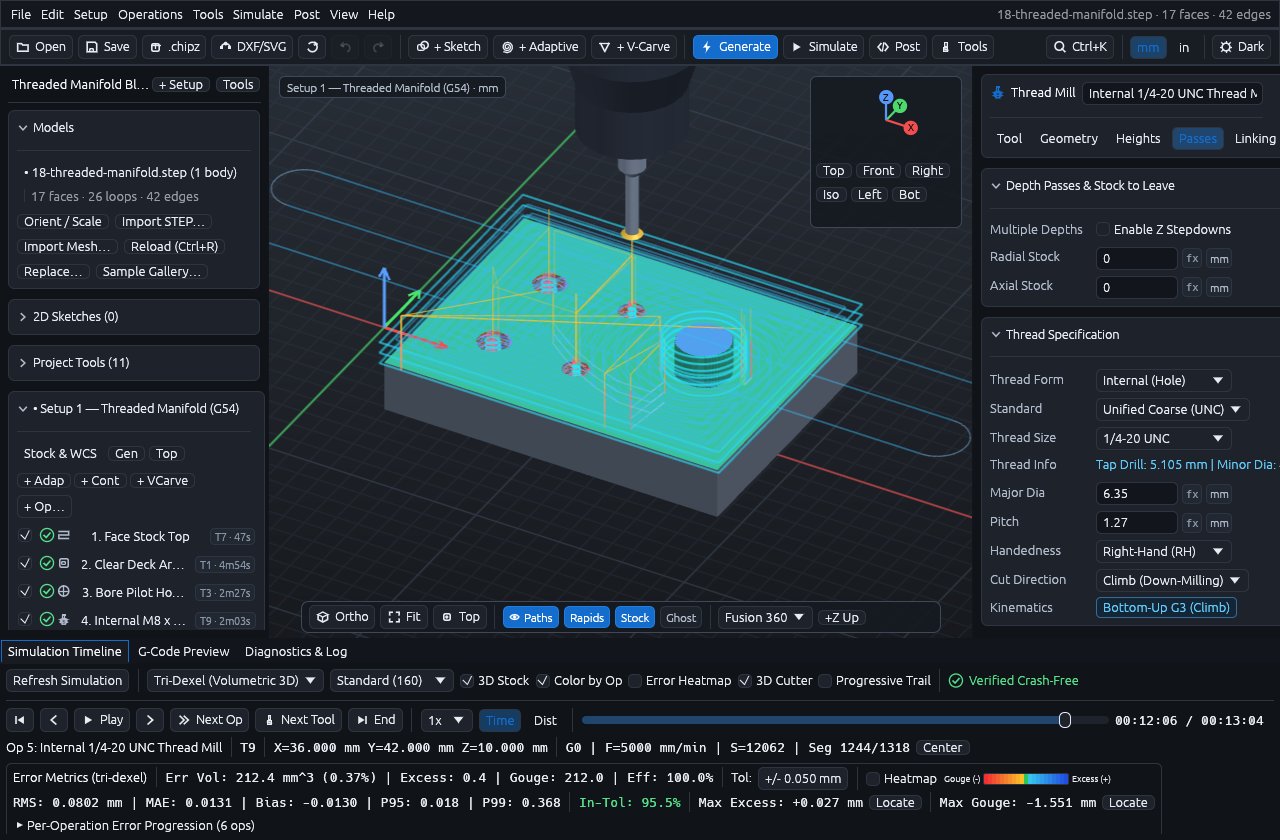 File Edit Setup Operations Tools Simulate Post View Help 18-threaded-manifold.step · 17 faces · 42 edges
Open Save .chipz DXF/SVG + Sketch + Adaptive + V-Carve Generate Simulate Post Tools Ctrl+K mm in Dark
Threaded Manifold Bl... + Setup Tools
Models
• 18-threaded-manifold.step (1 body)
17 faces · 26 loops · 42 edges
Orient / Scale Import STEP...
Import Mesh... Reload (Ctrl+R)
Replace... Sample Gallery...
2D Sketches (0)
Project Tools (11)
• Setup 1 — Threaded Manifold (G54)
Stock & WCS Gen Top
+ Adap + Cont + VCarve
+ Op...
1. Face Stock Top T7 · 47s
2. Clear Deck Ar... T1 · 4m54s
3. Bore Pilot Ho... T3 · 2m27s
4. Internal M8 x ... T9 · 2m03s
Setup 1 — Threaded Manifold (G54) · mm
Z Y X
Top Front Right
Iso Left Bot
Ortho Fit Top Paths Rapids Stock Ghost Fusion 360 +Z Up
Thread Mill Internal 1/4-20 UNC Thread M
Tool Geometry Heights Passes Linking
Depth Passes & Stock to Leave
Multiple Depths Enable Z Stepdowns
Radial Stock 0 fx mm
Axial Stock 0 fx mm
Thread Specification
Thread Form Internal (Hole)
Standard Unified Coarse (UNC)
Thread Size 1/4-20 UNC
Thread Info Tap Drill: 5.105 mm | Minor Dia:
Major Dia 6.35 fx mm
Pitch 1.27 fx mm
Handedness Right-Hand (RH)
Cut Direction Climb (Down-Milling)
Kinematics Bottom-Up G3 (Climb)
Simulation Timeline G-Code Preview Diagnostics & Log
Refresh Simulation Tri-Dexel (Volumetric 3D) Standard (160) 3D Stock Color by Op Error Heatmap 3D Cutter Progressive Trail Verified Crash-Free
Play Next Op Next Tool End 1x Time Dist 00:12:06 / 00:13:04
Op 5: Internal 1/4-20 UNC Thread Mill T9 X=36.000 mm Y=42.000 mm Z=10.000 mm G0 | F=5000 mm/min | S=12062 | Seg 1244/1318 Center
Error Metrics (tri-dexel) Err Vol: 212.4 mm^3 (0.37%) | Excess: 0.4 | Gouge: 212.0 | Eff: 100.0% Tol: +/- 0.050 mm Heatmap Gouge (-) Excess (+)
RMS: 0.0802 mm | MAE: 0.0131 | Bias: -0.0130 | P95: 0.018 | P99: 0.368 In-Tol: 95.5% Max Excess: +0.027 mm Locate Max Gouge: -1.551 mm Locate
Per-Operation Error Progression (6 ops)